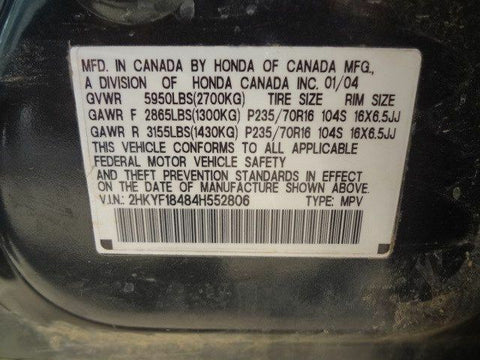 MFD. IN CANADA BY HONDA OF CANADA MFG.,
A DIVISION OF HONDA CANADA INC. 01/04
GVWR 5950LBS(2700KG) TIRE SIZE RIM SIZE
GAWR F 2865LBS(1300KG) P235/70R16 104S 16X6.5JJ
GAWR R 3155LBS(1430KG) P235/70R16 104S 16X6.5JJ
THIS VEHICLE CONFORMS TO ALL APPLICABLE
FEDERAL MOTOR VEHICLE SAFETY
AND THEFT PREVENTION STANDARDS IN EFFECT
ON THE DATE OF MANUFACTURE SHOWN ABOVE.
V.I.N.: 2HKYF18484H552806 TYPE: MPV